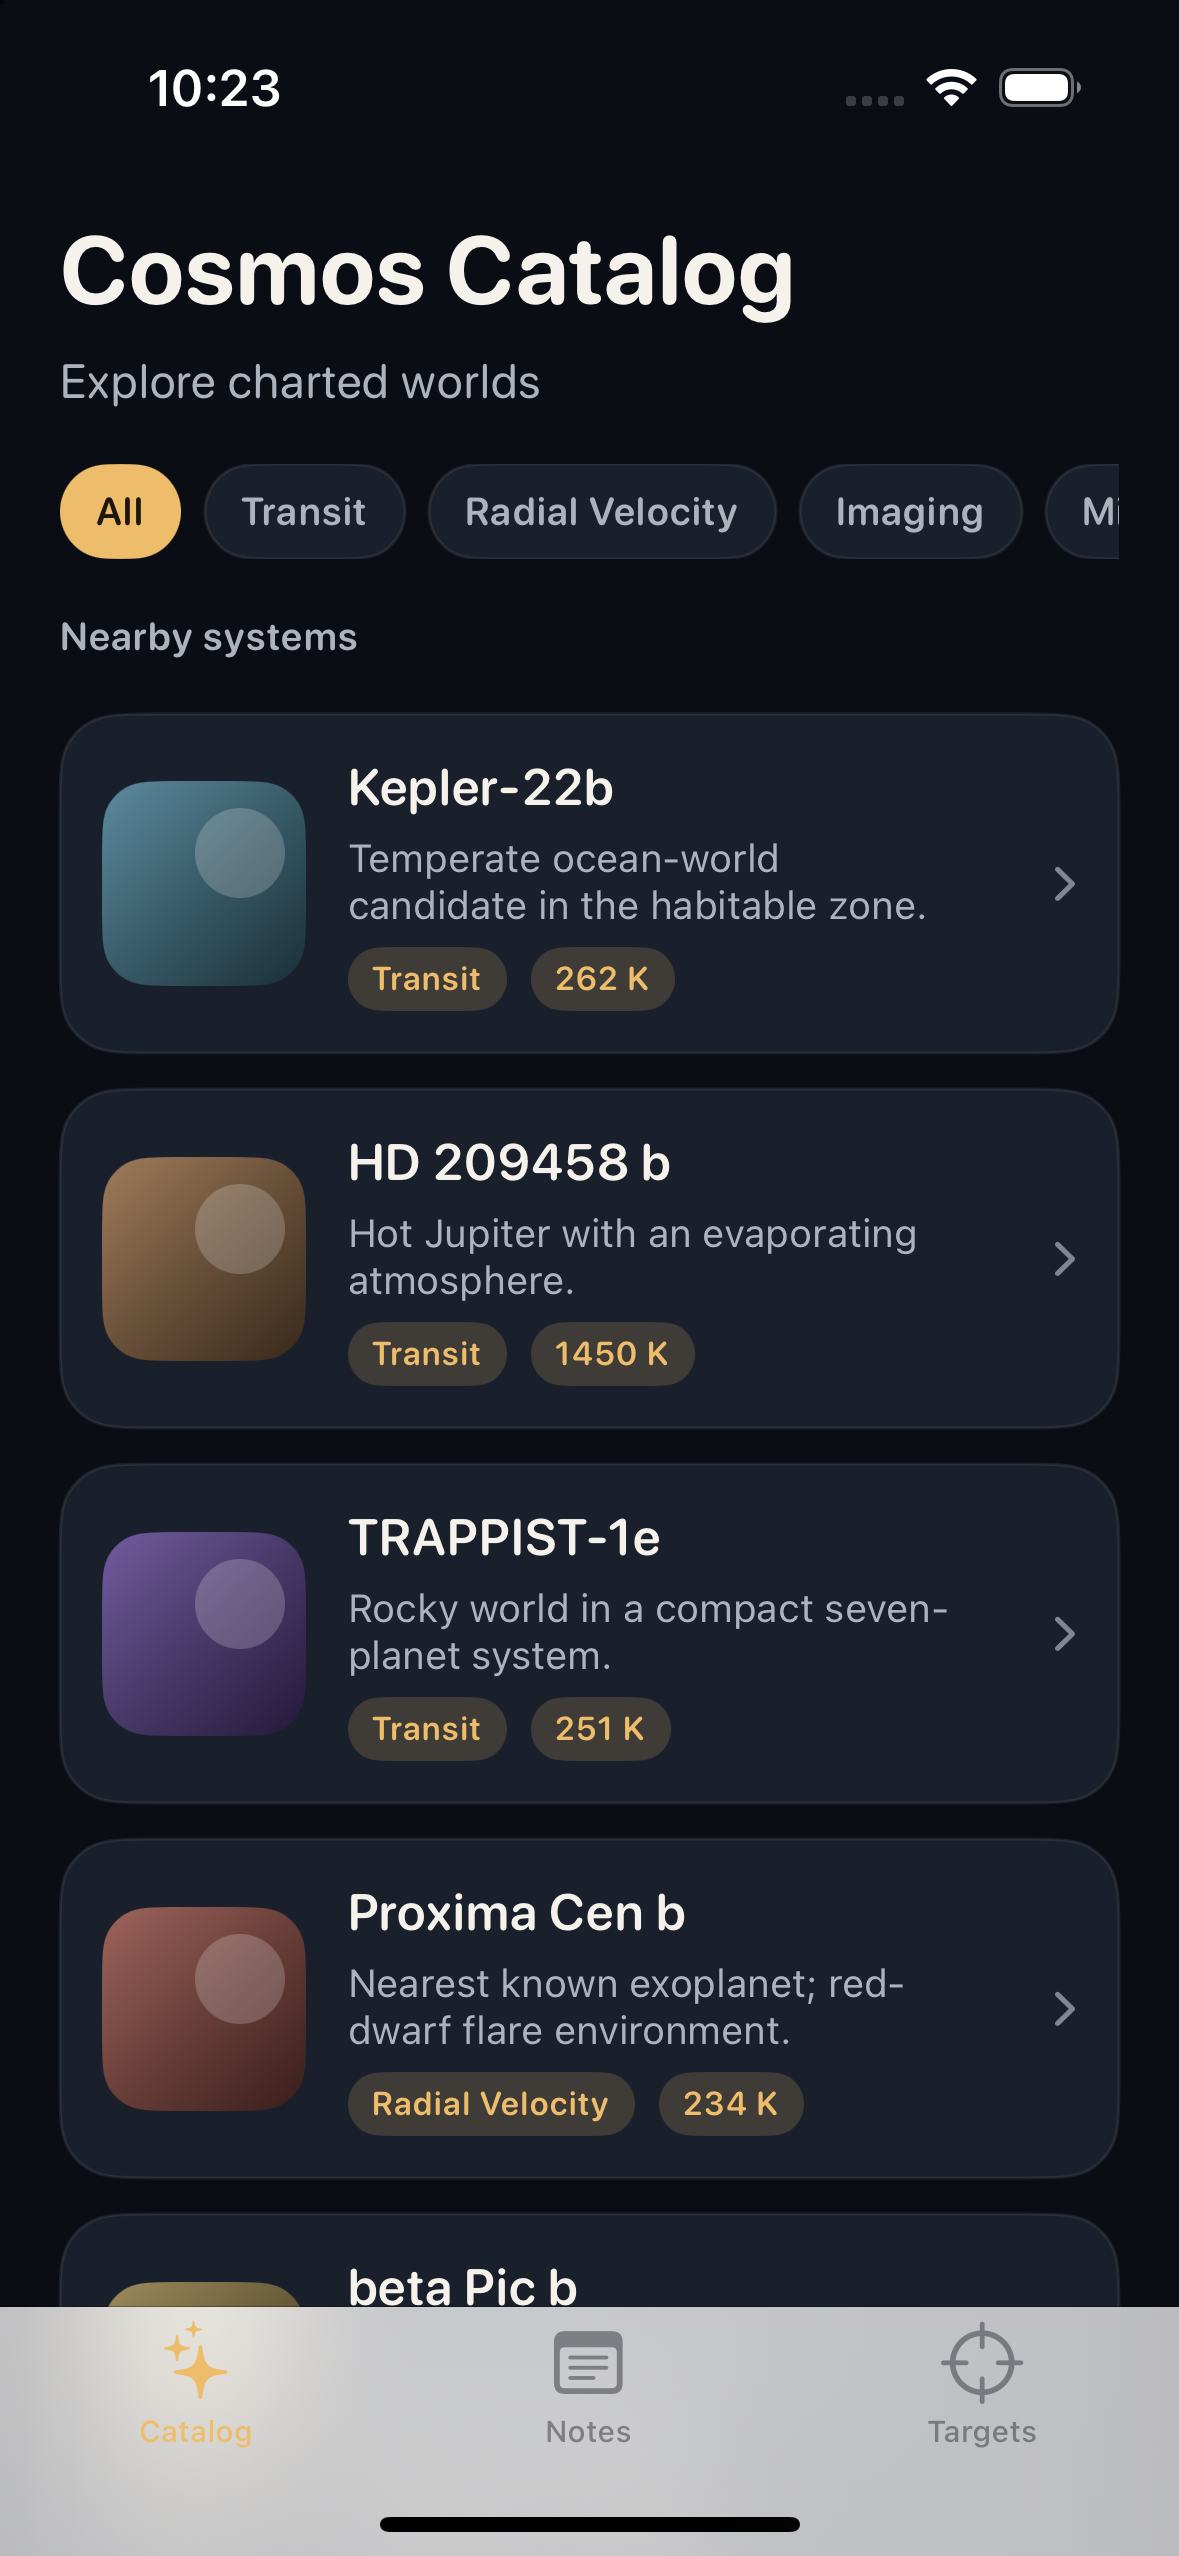 10:23
Cosmos Catalog
Explore charted worlds
All
Transit
Radial Velocity
Imaging
Mi
Nearby systems
Kepler-22b
Temperate ocean-world
candidate in the habitable zone.
Transit
262 K
HD 209458 b
Hot Jupiter with an evaporating
atmosphere.
Transit
1450 K
TRAPPIST-1e
Rocky world in a compact seven-
planet system.
Transit
251 K
Proxima Cen b
Nearest known exoplanet; red-
dwarf flare environment.
Radial Velocity
234 K
beta Pic b
Catalog
Notes
Targets